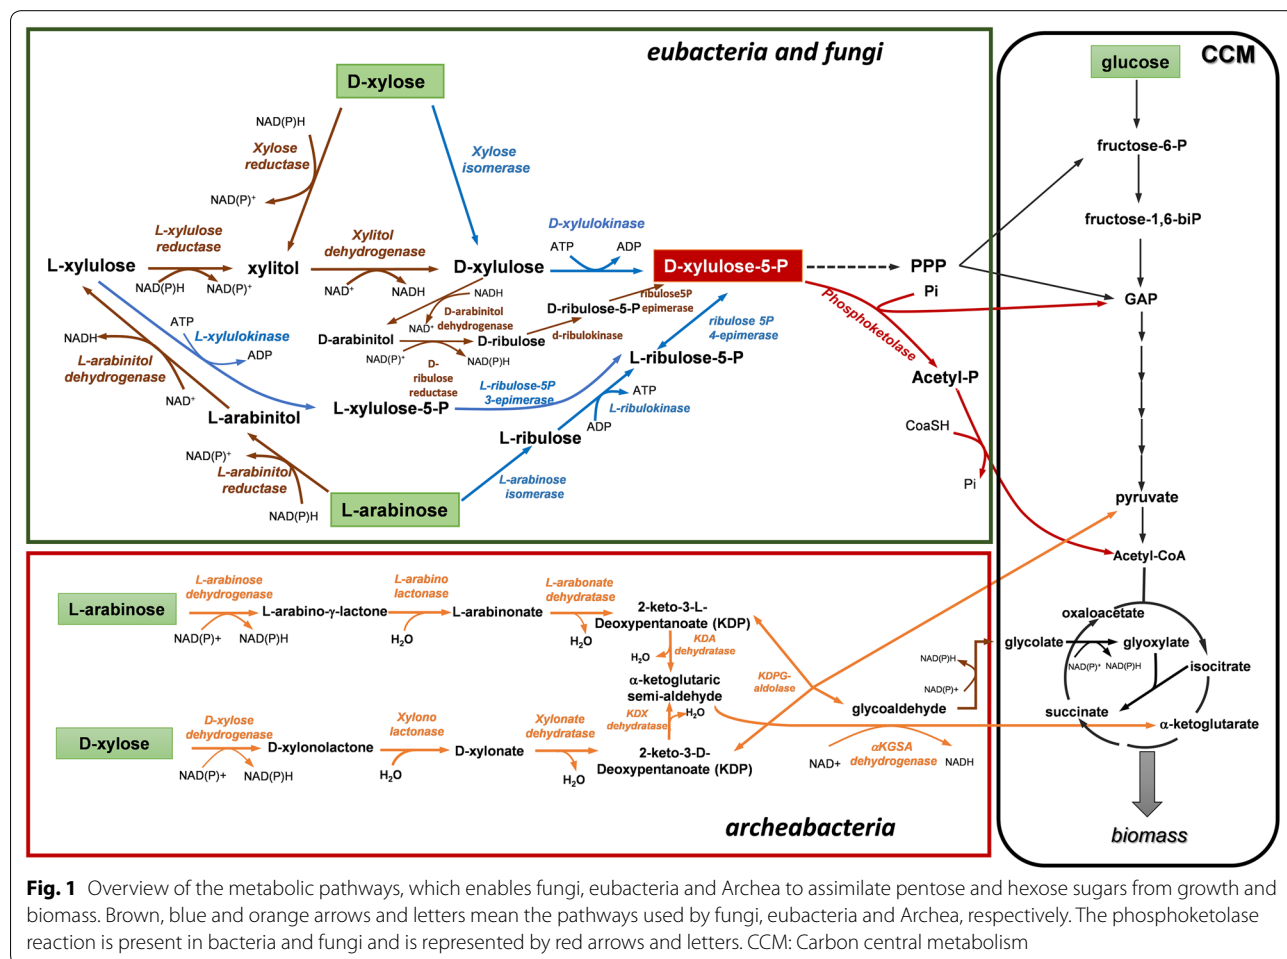 eubacteria and fungi
D-xylose
NAD(P)H
Xylose
reductase
NAD(P)⁺
Xylose
isomerase
L-xylulose
reductase
L-xylulose
NAD(P)H
NAD(P)⁺
xylitol
Xylitol
dehydrogenase
NAD⁺
NADH
D-xylulose
D-xylulokinase
ATP
ADP
D-xylulose-5-P
PPP
Pi
Phosphoketolase
NADH
D-arabinitol
dehydrogenase
NAD⁺
D-arabinitol
NAD(P)⁺
NAD(P)H
D-
ribulose
reductase
D-ribulose
d-ribulokinase
D-ribulose-5-P
ribulose5P
epimerase
ribulose 5P
4-epimerase
L-ribulose-5-P
ATP
L-xylulokinase
ADP
NADH
L-arabinitol
dehydrogenase
NAD⁺
L-arabinitol
L-xylulose-5-P
L-ribulose-5P
3-epimerase
ATP
L-ribulokinase
ADP
L-ribulose
Acetyl-P
CoaSH
Pi
NAD(P)⁺
L-arabinitol
reductase
NAD(P)H
L-arabinose
L-arabinose
isomerase
CCM
glucose
fructose-6-P
fructose-1,6-biP
GAP
pyruvate
Acetyl-CoA
oxaloacetate
glycolate
glyoxylate
NAD(P)⁺
NAD(P)H
isocitrate
succinate
α-ketoglutarate
biomass
L-arabinose
L-arabinose
dehydrogenase
NAD(P)+
NAD(P)H
L-arabino-γ-lactone
L-arabino
lactonase
H₂O
L-arabinonate
L-arabonate
dehydratase
H₂O
2-keto-3-L-
Deoxypentanoate (KDP)
H₂O
KDA
dehydratase
α-ketoglutaric
semi-aldehyde
KDX
dehydratase
H₂O
KDPG-
aldolase
glycoaldehyde
NAD(P)H
NAD(P)+
D-xylose
D-xylose
dehydrogenase
NAD(P)+
NAD(P)H
D-xylonolactone
Xylono
lactonase
H₂O
D-xylonate
Xylonate
dehydratase
H₂O
2-keto-3-D-
Deoxypentanoate (KDP)
NAD+
αKGSA
dehydrogenase
NADH
archeabacteria
Fig. 1 Overview of the metabolic pathways, which enables fungi, eubacteria and Archea to assimilate pentose and hexose sugars from growth and
biomass. Brown, blue and orange arrows and letters mean the pathways used by fungi, eubacteria and Archea, respectively. The phosphoketolase
reaction is present in bacteria and fungi and is represented by red arrows and letters. CCM: Carbon central metabolism